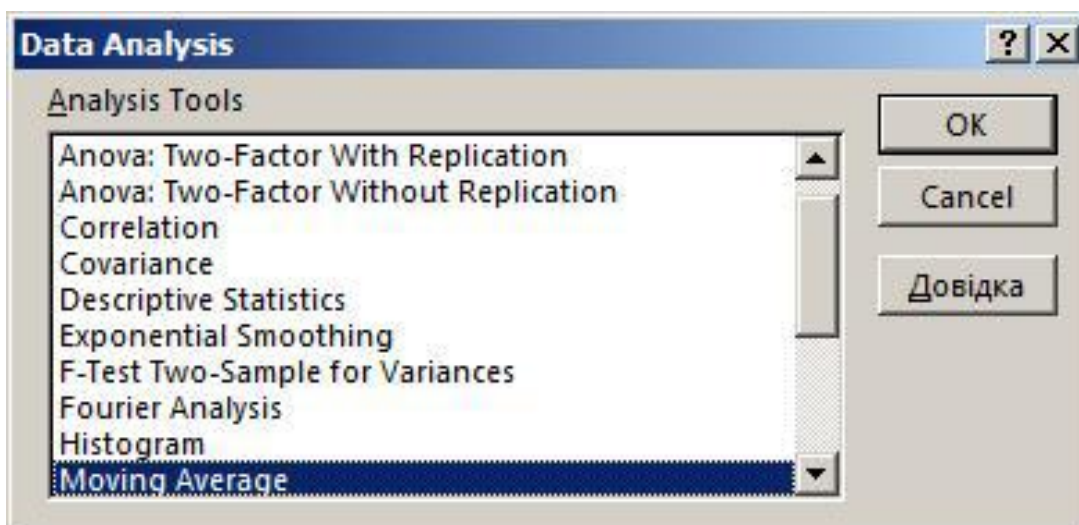 Data Analysis
Analysis Tools
Anova: Two-Factor With Replication
Anova: Two-Factor Without Replication
Correlation
Covariance
Descriptive Statistics
Exponential Smoothing
F-Test Two-Sample for Variances
Fourier Analysis
Histogram
Moving Average
OK
Cancel
Довідка